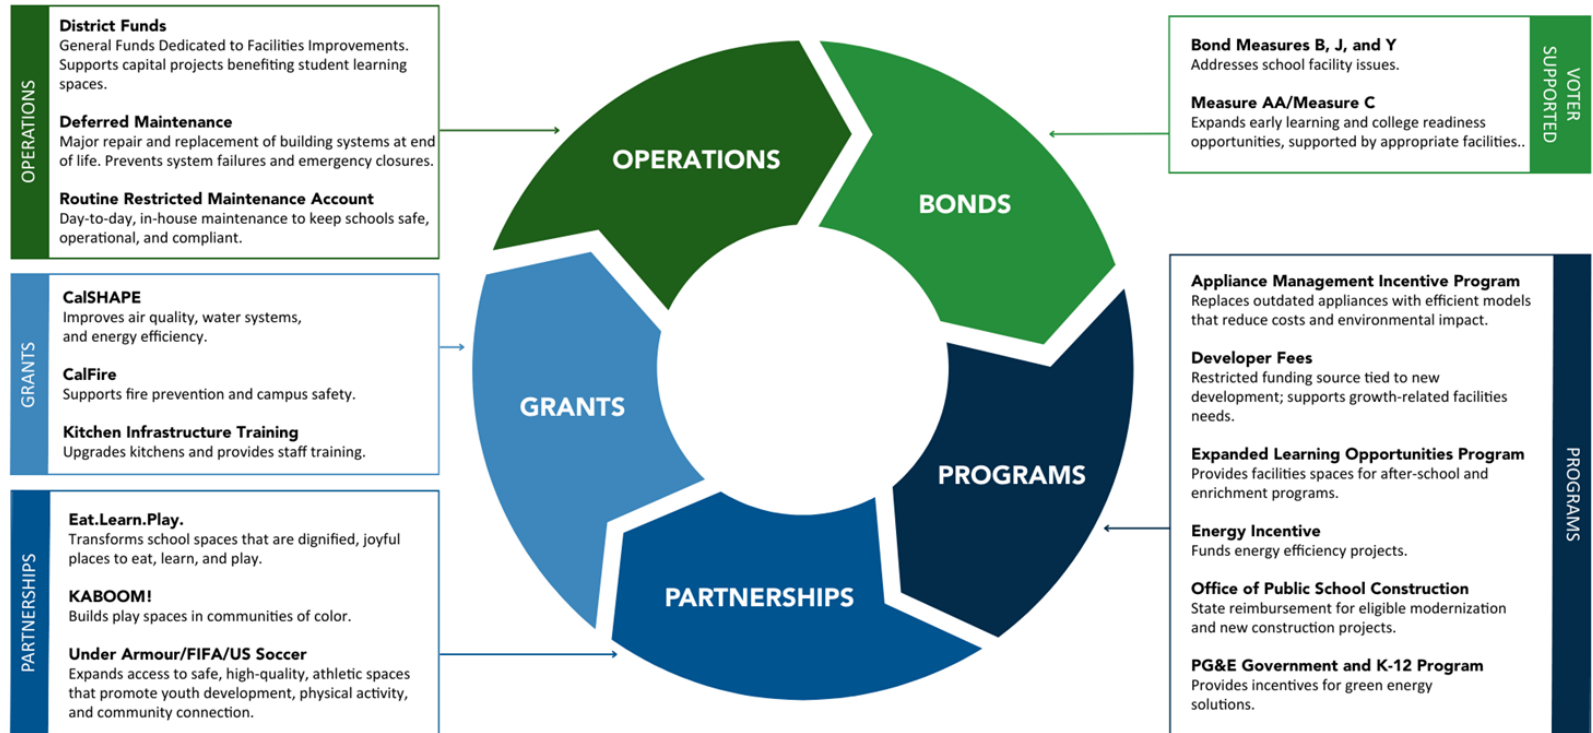 OPERATIONS
District Funds
General Funds Dedicated to Facilities Improvements.
Supports capital projects benefiting student learning
spaces.
Deferred Maintenance
Major repair and replacement of building systems at end
of life. Prevents system failures and emergency closures.
Routine Restricted Maintenance Account
Day-to-day, in-house maintenance to keep schools safe,
operational, and compliant.
GRANTS
CalSHAPE
Improves air quality, water systems,
and energy efficiency.
CalFire
Supports fire prevention and campus safety.
Kitchen Infrastructure Training
Upgrades kitchens and provides staff training.
PARTNERSHIPS
Eat.Learn.Play.
Transforms school spaces that are dignified, joyful
places to eat, learn, and play.
KABOOM!
Builds play spaces in communities of color.
Under Armour/FIFA/US Soccer
Expands access to safe, high-quality, athletic spaces
that promote youth development, physical activity,
and community connection.
OPERATIONS
BONDS
GRANTS
PROGRAMS
PARTNERSHIPS
VOTER
SUPPORTED
Bond Measures B, J, and Y
Addresses school facility issues.
Measure AA/Measure C
Expands early learning and college readiness
opportunities, supported by appropriate facilities..
PROGRAMS
Appliance Management Incentive Program
Replaces outdated appliances with efficient models
that reduce costs and environmental impact.
Developer Fees
Restricted funding source tied to new
development; supports growth-related facilities
needs.
Expanded Learning Opportunities Program
Provides facilities spaces for after-school and
enrichment programs.
Energy Incentive
Funds energy efficiency projects.
Office of Public School Construction
State reimbursement for eligible modernization
and new construction projects.
PG&E Government and K-12 Program
Provides incentives for green energy
solutions.